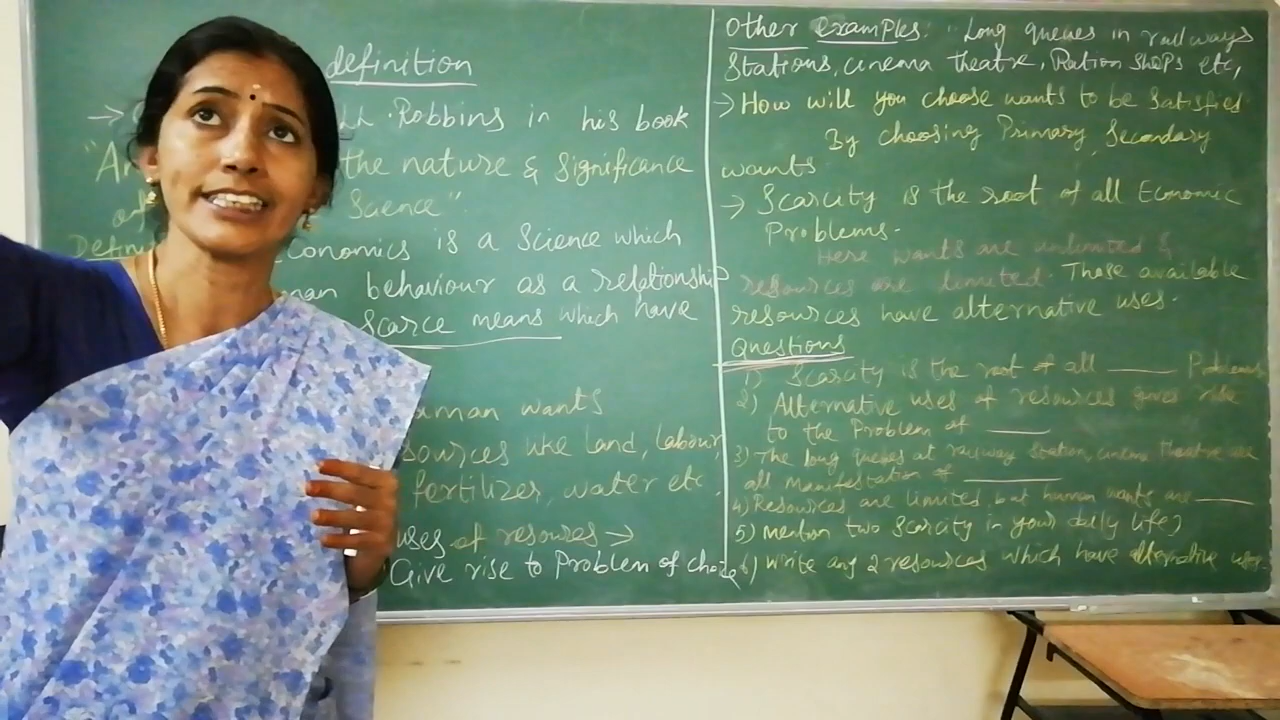 definition
→ Robbins in his book
the nature & Significance
Science"
Economics is a Science which
behaviour as a relationship
scarce means which have
human wants
like Land, labour,
fertilizer, water etc,
uses of resources →
Give rise to Problem of choice
Other examples: "Long queues in railways
Stations, cinema theatre, Ration Shops etc,
→ How will you choose wants to be Satisfied
By choosing Primary, Secondary
wants
→ Scarcity is the root of all Economic
Problems.
Here wants are unlimited &
resources are limited. Those available
resources have alternative uses.
Questions
1) Scarcity is the root of all ____ Problems
2) Alternative uses of resources gives rise
to the Problem of ____
3) The long queues at railway station, cinema theatre are
all manifestation of ____
4) Resources are limited but human wants are ____
5) mention two Scarcity in your daily life?
6) write any 2 resources which have alternative uses.